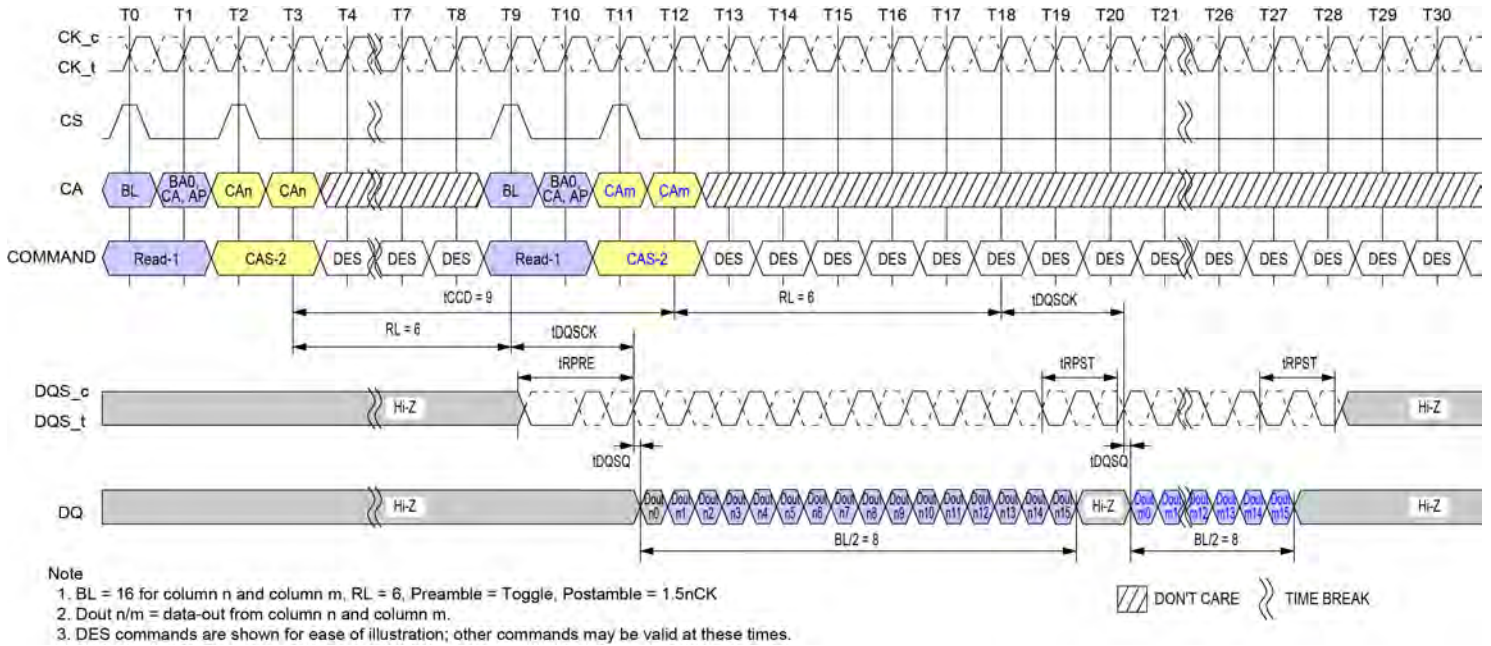 T0 T1 T2 T3 T4 T7 T8 T9 T10 T11 T12 T13 T14 T15 T16 T17 T18 T19 T20 T21 T26 T27 T28 T29 T30
CK_c
CK_t
CS
CA BL BA0, CA, AP CAn CAn BL BA0, CA, AP CAm CAm
COMMAND Read-1 CAS-2 DES DES DES Read-1 CAS-2 DES DES DES DES DES DES DES DES DES DES DES DES DES DES
tCCD = 9 RL = 6 tDQSCK
RL = 6 tDQSCK
tRPRE tRPST tRPST
DQS_c
DQS_t Hi-Z Hi-Z
tDQSQ tDQSQ
DQ Hi-Z Dout n0 Dout n1 Dout n2 Dout n3 Dout n4 Dout n5 Dout n6 Dout n7 Dout n8 Dout n9 Dout n10 Dout n11 Dout n12 Dout n13 Dout n14 Dout n15 Hi-Z Dout m0 Dout m1 Dout m12 Dout m13 Dout m14 Dout m15 Hi-Z
BL/2 = 8 BL/2 = 8
Note
1. BL = 16 for column n and column m, RL = 6, Preamble = Toggle, Postamble = 1.5nCK
2. Dout n/m = data-out from column n and column m.
3. DES commands are shown for ease of illustration; other commands may be valid at these times.
DON'T CARE TIME BREAK